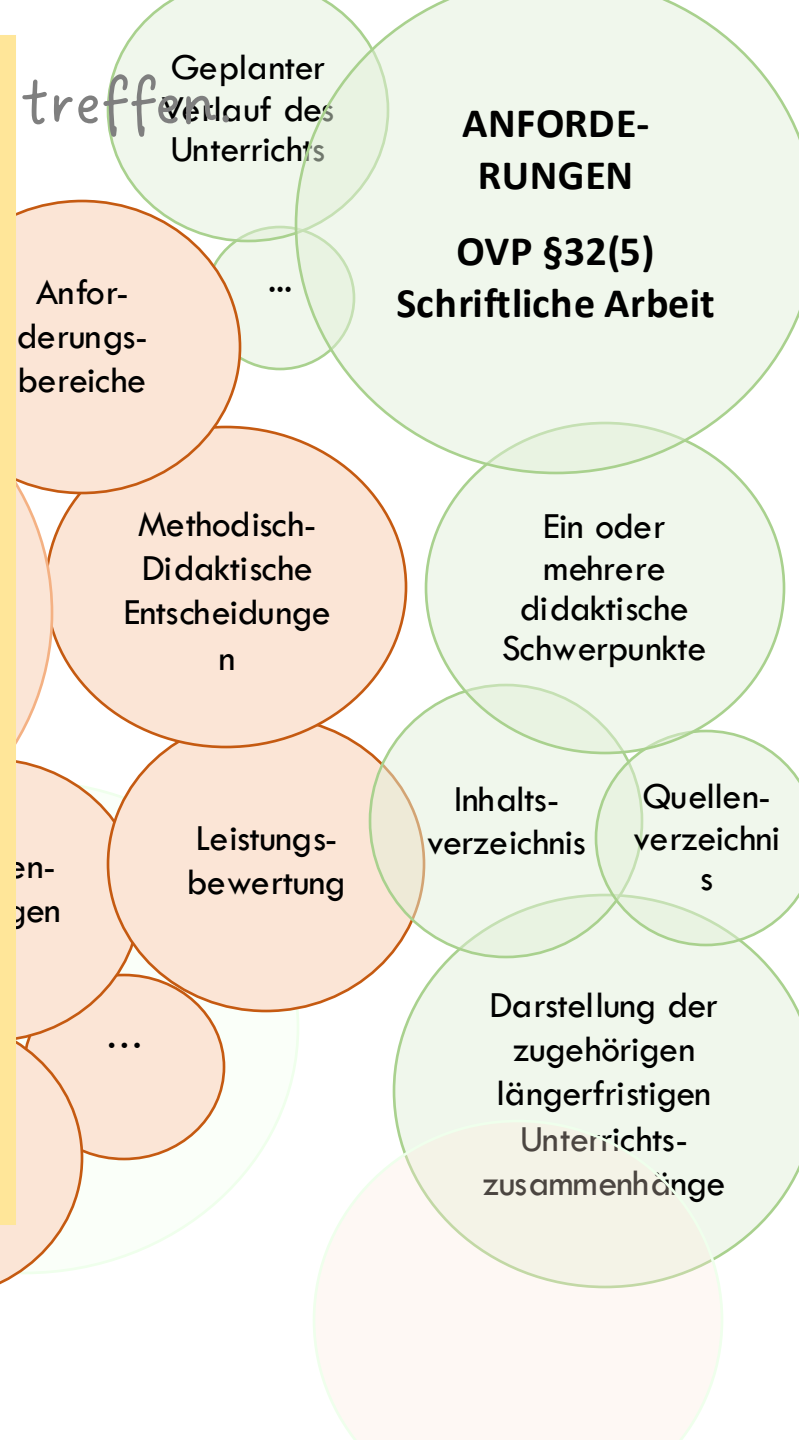 treffen.
Geplanter
Verlauf des
Unterrichts
ANFORDE-
RUNGEN
OVP §32(5)
Schriftliche Arbeit
...
Anfor-
derungs-
bereiche
Methodisch-
Didaktische
Entscheidunge
n
Ein oder
mehrere
didaktische
Schwerpunkte
Inhalts-
verzeichnis
Quellen-
verzeichni
s
Leistungs-
bewertung
en-
gen
...
Darstellung der
zugehörigen
längerfristigen
Unterrichts-
zusammenhänge